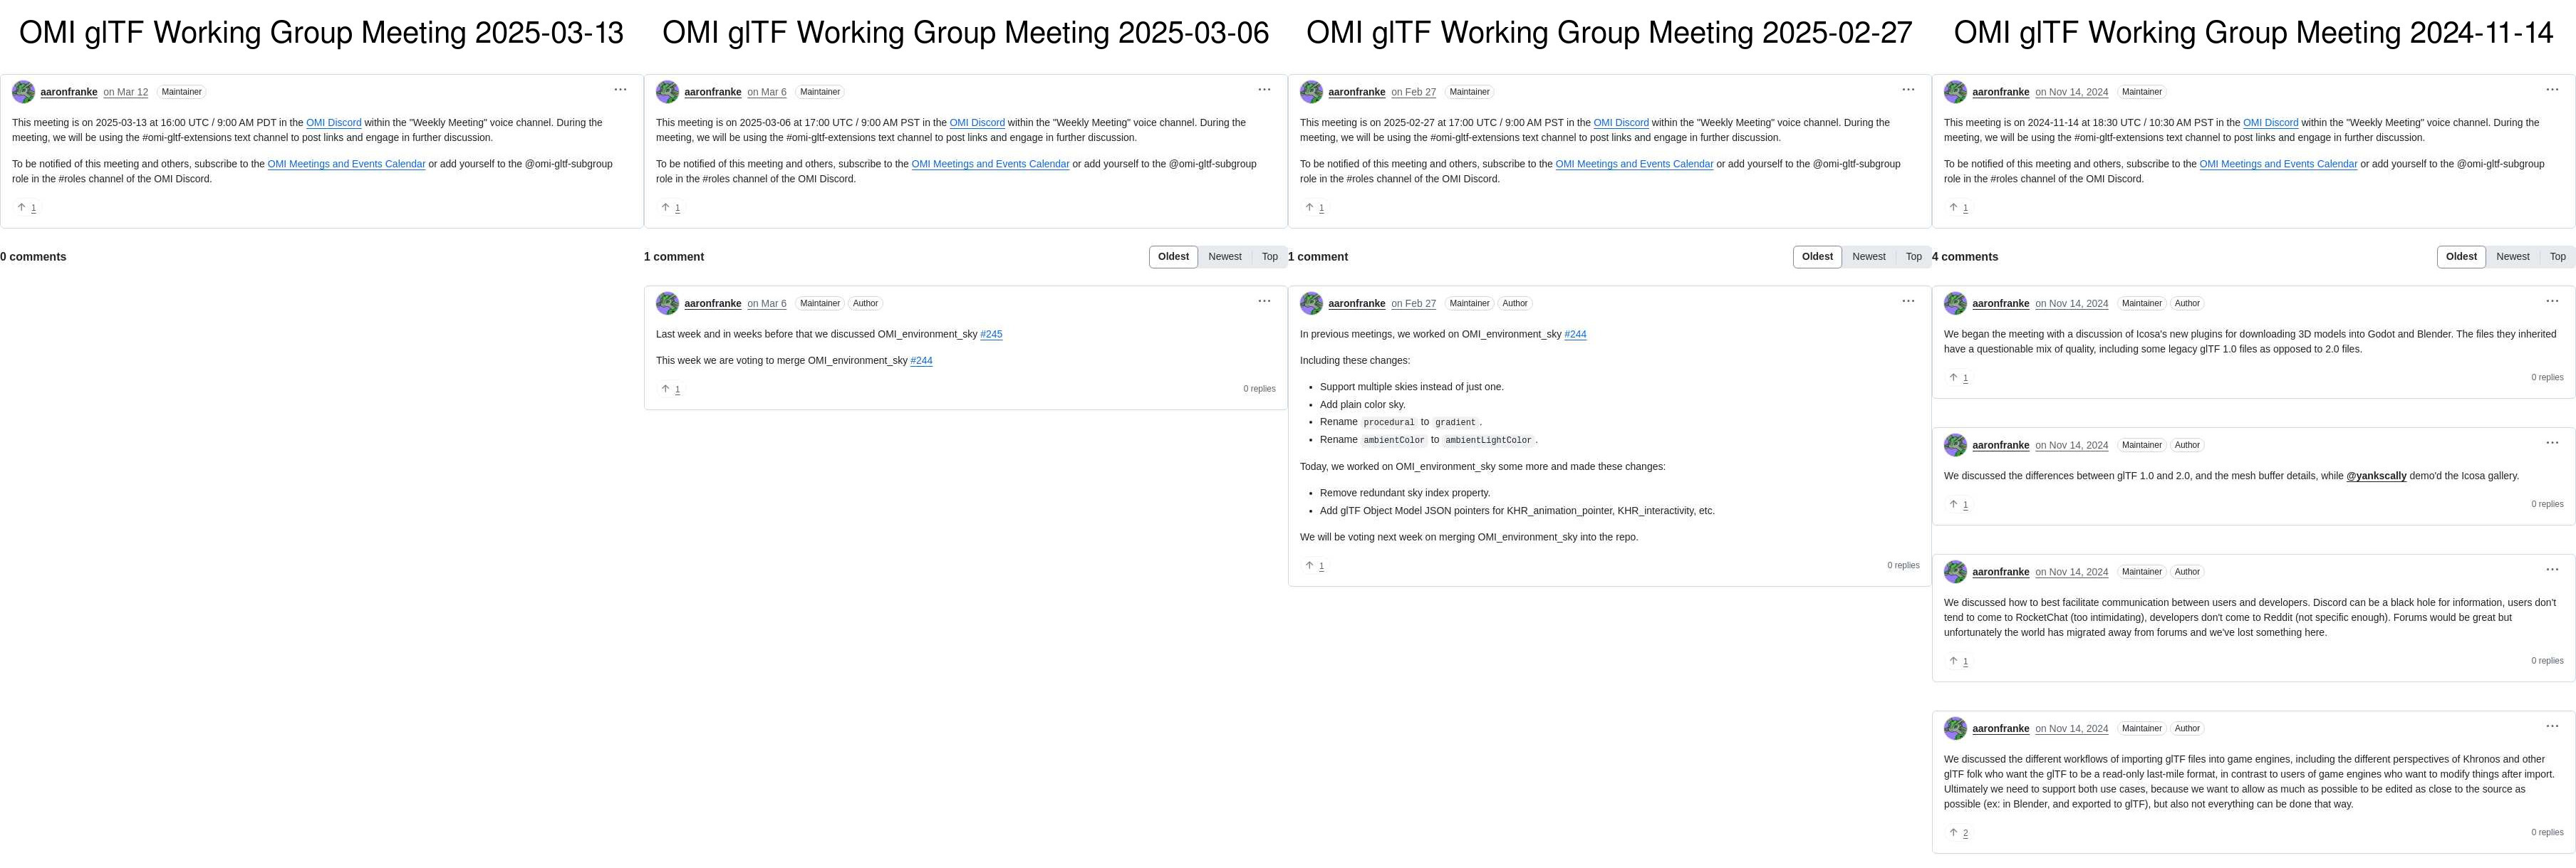 OMI glTF Working Group Meeting 2025-03-13
aaronfranke on Mar 12 Maintainer ...
This meeting is on 2025-03-13 at 16:00 UTC / 9:00 AM PDT in the OMI Discord within the "Weekly Meeting" voice channel. During the
meeting, we will be using the #omi-gltf-extensions text channel to post links and engage in further discussion.
To be notified of this meeting and others, subscribe to the OMI Meetings and Events Calendar or add yourself to the @omi-gltf-subgroup
role in the #roles channel of the OMI Discord.
↑ 1
0 comments
OMI glTF Working Group Meeting 2025-03-06
aaronfranke on Mar 6 Maintainer ...
This meeting is on 2025-03-06 at 17:00 UTC / 9:00 AM PST in the OMI Discord within the "Weekly Meeting" voice channel. During the
meeting, we will be using the #omi-gltf-extensions text channel to post links and engage in further discussion.
To be notified of this meeting and others, subscribe to the OMI Meetings and Events Calendar or add yourself to the @omi-gltf-subgroup
role in the #roles channel of the OMI Discord.
↑ 1
1 comment Oldest Newest Top
aaronfranke on Mar 6 Maintainer Author ...
Last week and in weeks before that we discussed OMI_environment_sky #245
This week we are voting to merge OMI_environment_sky #244
↑ 1 0 replies
OMI glTF Working Group Meeting 2025-02-27
aaronfranke on Feb 27 Maintainer ...
This meeting is on 2025-02-27 at 17:00 UTC / 9:00 AM PST in the OMI Discord within the "Weekly Meeting" voice channel. During the
meeting, we will be using the #omi-gltf-extensions text channel to post links and engage in further discussion.
To be notified of this meeting and others, subscribe to the OMI Meetings and Events Calendar or add yourself to the @omi-gltf-subgroup
role in the #roles channel of the OMI Discord.
↑ 1
1 comment Oldest Newest Top
aaronfranke on Feb 27 Maintainer Author ...
In previous meetings, we worked on OMI_environment_sky #244
Including these changes:
• Support multiple skies instead of just one.
• Add plain color sky.
• Rename procedural to gradient.
• Rename ambientColor to ambientLightColor.
Today, we worked on OMI_environment_sky some more and made these changes:
• Remove redundant sky index property.
• Add glTF Object Model JSON pointers for KHR_animation_pointer, KHR_interactivity, etc.
We will be voting next week on merging OMI_environment_sky into the repo.
↑ 1 0 replies
OMI glTF Working Group Meeting 2024-11-14
aaronfranke on Nov 14, 2024 Maintainer ...
This meeting is on 2024-11-14 at 18:30 UTC / 10:30 AM PST in the OMI Discord within the "Weekly Meeting" voice channel. During the
meeting, we will be using the #omi-gltf-extensions text channel to post links and engage in further discussion.
To be notified of this meeting and others, subscribe to the OMI Meetings and Events Calendar or add yourself to the @omi-gltf-subgroup
role in the #roles channel of the OMI Discord.
↑ 1
4 comments Oldest Newest Top
aaronfranke on Nov 14, 2024 Maintainer Author ...
We began the meeting with a discussion of Icosa's new plugins for downloading 3D models into Godot and Blender. The files they inherited
have a questionable mix of quality, including some legacy glTF 1.0 files as opposed to 2.0 files.
↑ 1 0 replies
aaronfranke on Nov 14, 2024 Maintainer Author ...
We discussed the differences between glTF 1.0 and 2.0, and the mesh buffer details, while @yankscally demo'd the Icosa gallery.
↑ 1 0 replies
aaronfranke on Nov 14, 2024 Maintainer Author ...
We discussed how to best facilitate communication between users and developers. Discord can be a black hole for information, users don't
tend to come to RocketChat (too intimidating), developers don't come to Reddit (not specific enough). Forums would be great but
unfortunately the world has migrated away from forums and we've lost something here.
↑ 1 0 replies
aaronfranke on Nov 14, 2024 Maintainer Author ...
We discussed the different workflows of importing glTF files into game engines, including the different perspectives of Khronos and other
glTF folk who want the glTF to be a read-only last-mile format, in contrast to users of game engines who want to modify things after import.
Ultimately we need to support both use cases, because we want to allow as much as possible to be edited as close to the source as
possible (ex: in Blender, and exported to glTF), but also not everything can be done that way.
↑ 2 0 replies